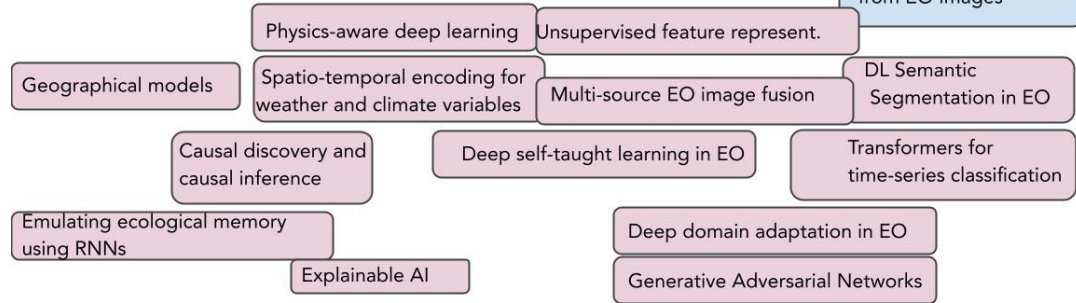 from EO images
Physics-aware deep learning
Unsupervised feature represent.
Geographical models
Spatio-temporal encoding for
weather and climate variables
Multi-source EO image fusion
DL Semantic
Segmentation in EO
Causal discovery and
causal inference
Deep self-taught learning in EO
Transformers for
time-series classification
Emulating ecological memory
using RNNs
Deep domain adaptation in EO
Explainable AI
Generative Adversarial Networks